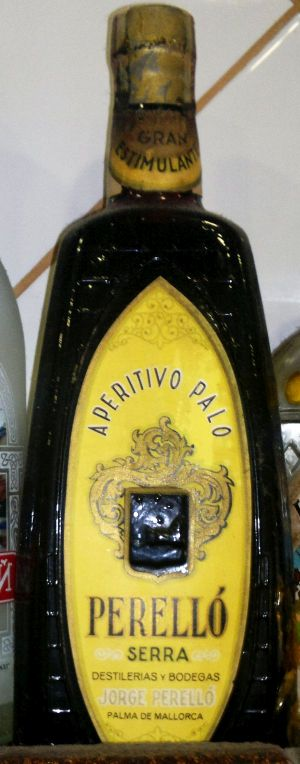 GRAN
ESTIMULANTE
APERITIVO PALO
PERELLÓ
SERRA
DESTILERIAS Y BODEGAS
JORGE PERELLÓ
PALMA DE MALLORCA
Ñ